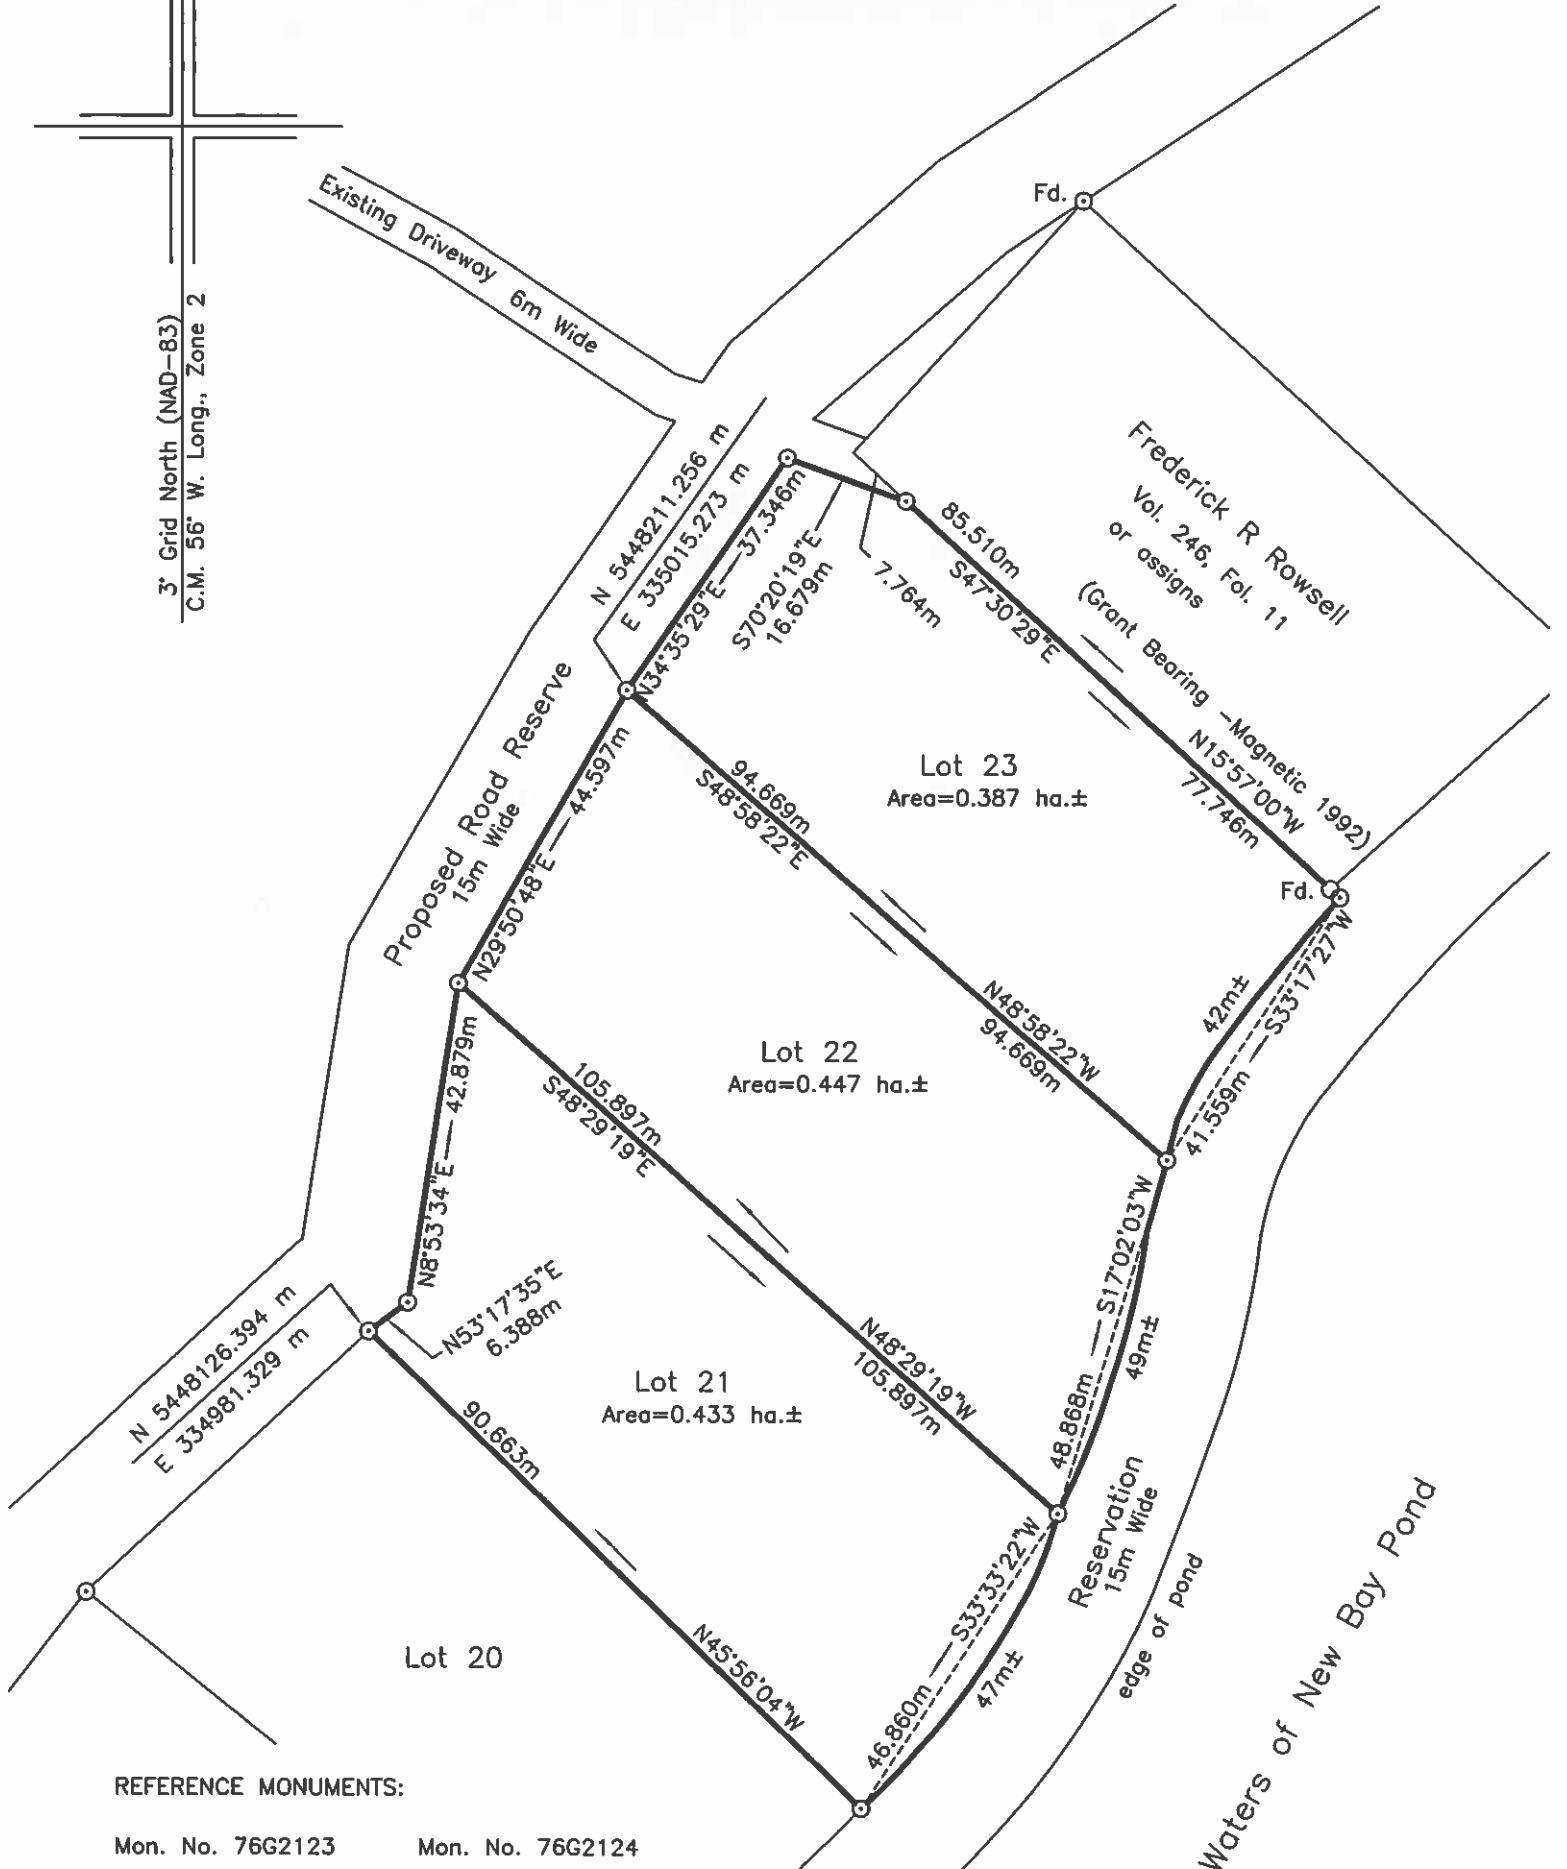 3° Grid North (NAD-83)
C.M. 56° W. Long., Zone 2
Existing Driveway 6m Wide
Fd.
N 5448211.256 m
E 335015.273 m
N34°35'29"E — 37.346m
S70°20'19"E
16.679m
7.764m
85.510m
S47°30'29"E
Frederick R Rowsell
Vol. 246, Fol. 11
or assigns
(Grant Bearing -Magnetic 1992)
N15°57'00"W
77.746m
Fd.
Lot 23
Area=0.387 ha.±
Proposed Road Reserve
15m Wide
N29°50'48"E — 44.597m
94.669m
S48°58'22"E
N48°58'22"W
94.669m
42m±
41.559m — S33°17'27"W
Lot 22
Area=0.447 ha.±
N8°53'34"E — 42.879m
105.897m
S48°29'19"E
N48°29'19"W
105.897m
48.868m — S17°02'03"W
49m±
N 5448126.394 m
E 334981.329 m
N53°17'35"E
6.388m
Lot 21
Area=0.433 ha.±
90.663m
N45°56'04"W
46.860m — S33°33'22"W
47m±
Reservation
15m Wide
edge of pond
Waters of New Bay Pond
Lot 20
REFERENCE MONUMENTS:
Mon. No. 76G2123 Mon. No. 76G2124